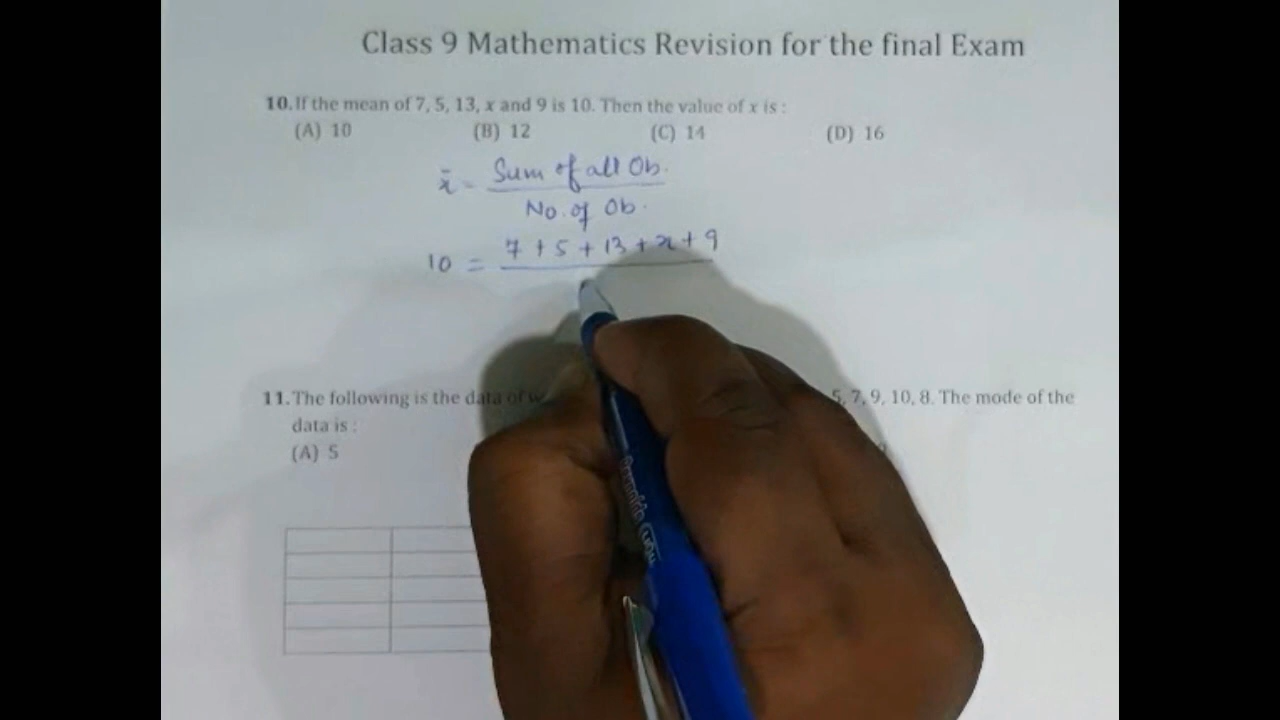 Class 9 Mathematics Revision for the final Exam
10. If the mean of 7, 5, 13, x and 9 is 10. Then the value of x is :
(A) 10 (B) 12 (C) 14 (D) 16
x̄ = Sum of all Ob.
No. of Ob.
10 = 7 + 5 + 13 + x + 9
11. The following is the data of 5, 7, 9, 10, 8. The mode of the
data is :
(A) 5